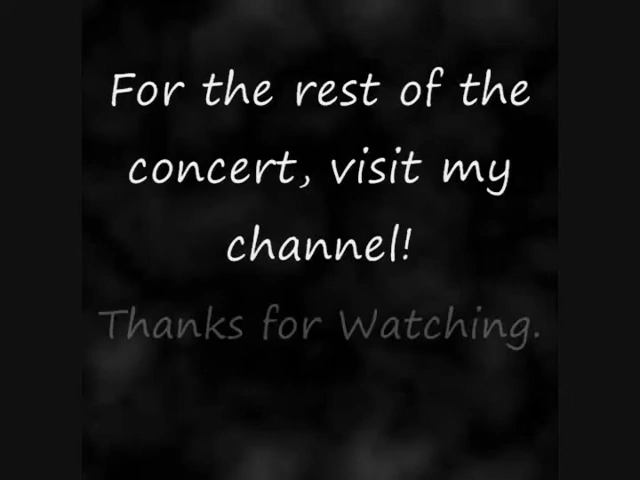 For the rest of the
concert, visit my
channel!
Thanks for Watching.